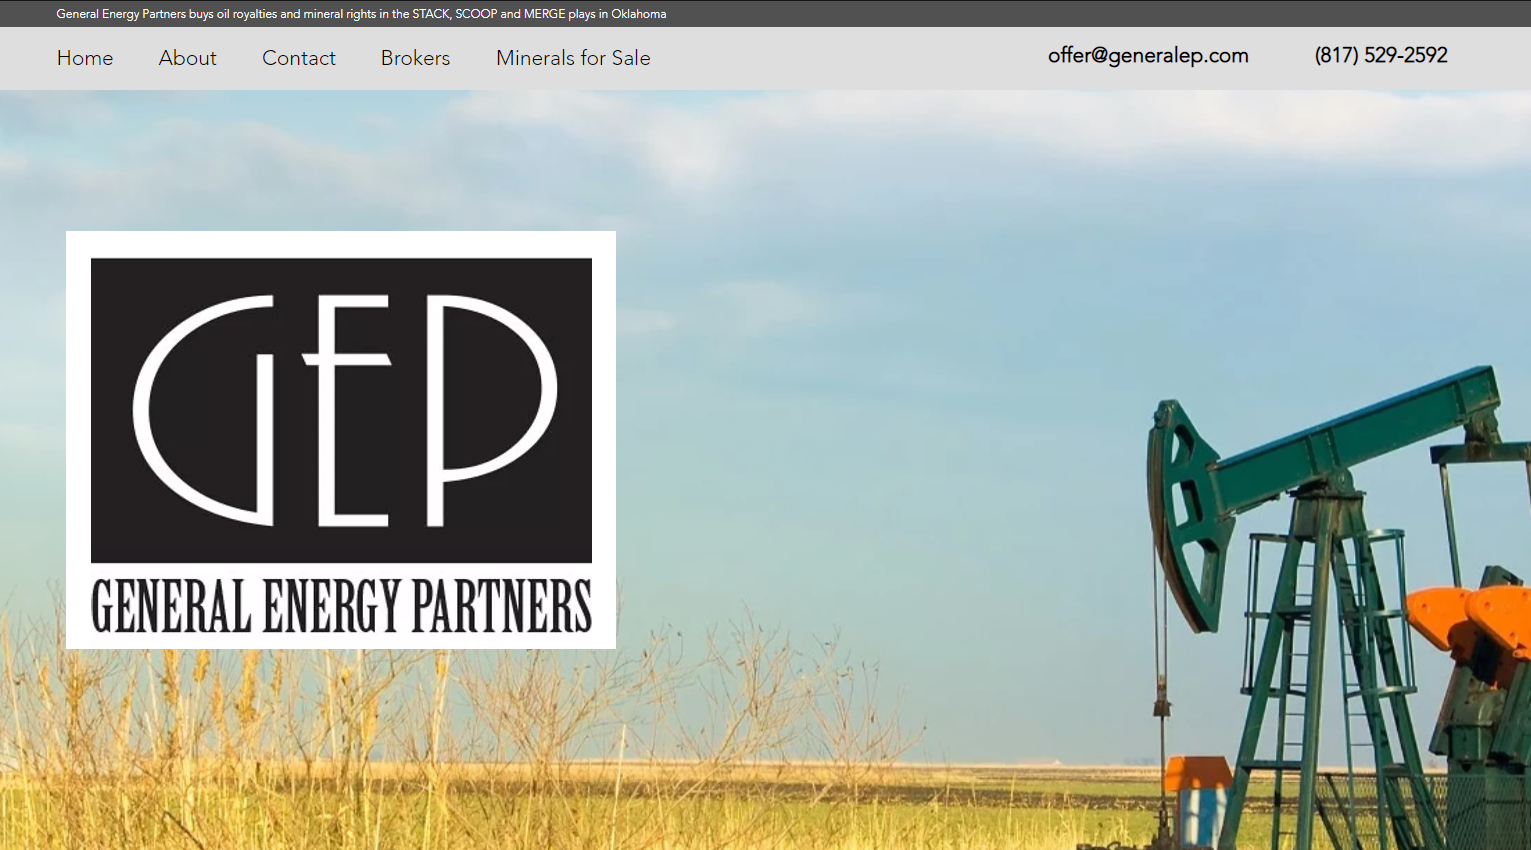 General Energy Partners buys oil royalties and mineral rights in the STACK, SCOOP and MERGE plays in Oklahoma
Home About Contact Brokers Minerals for Sale offer@generalep.com (817) 529-2592
GEP
GENERAL ENERGY PARTNERS